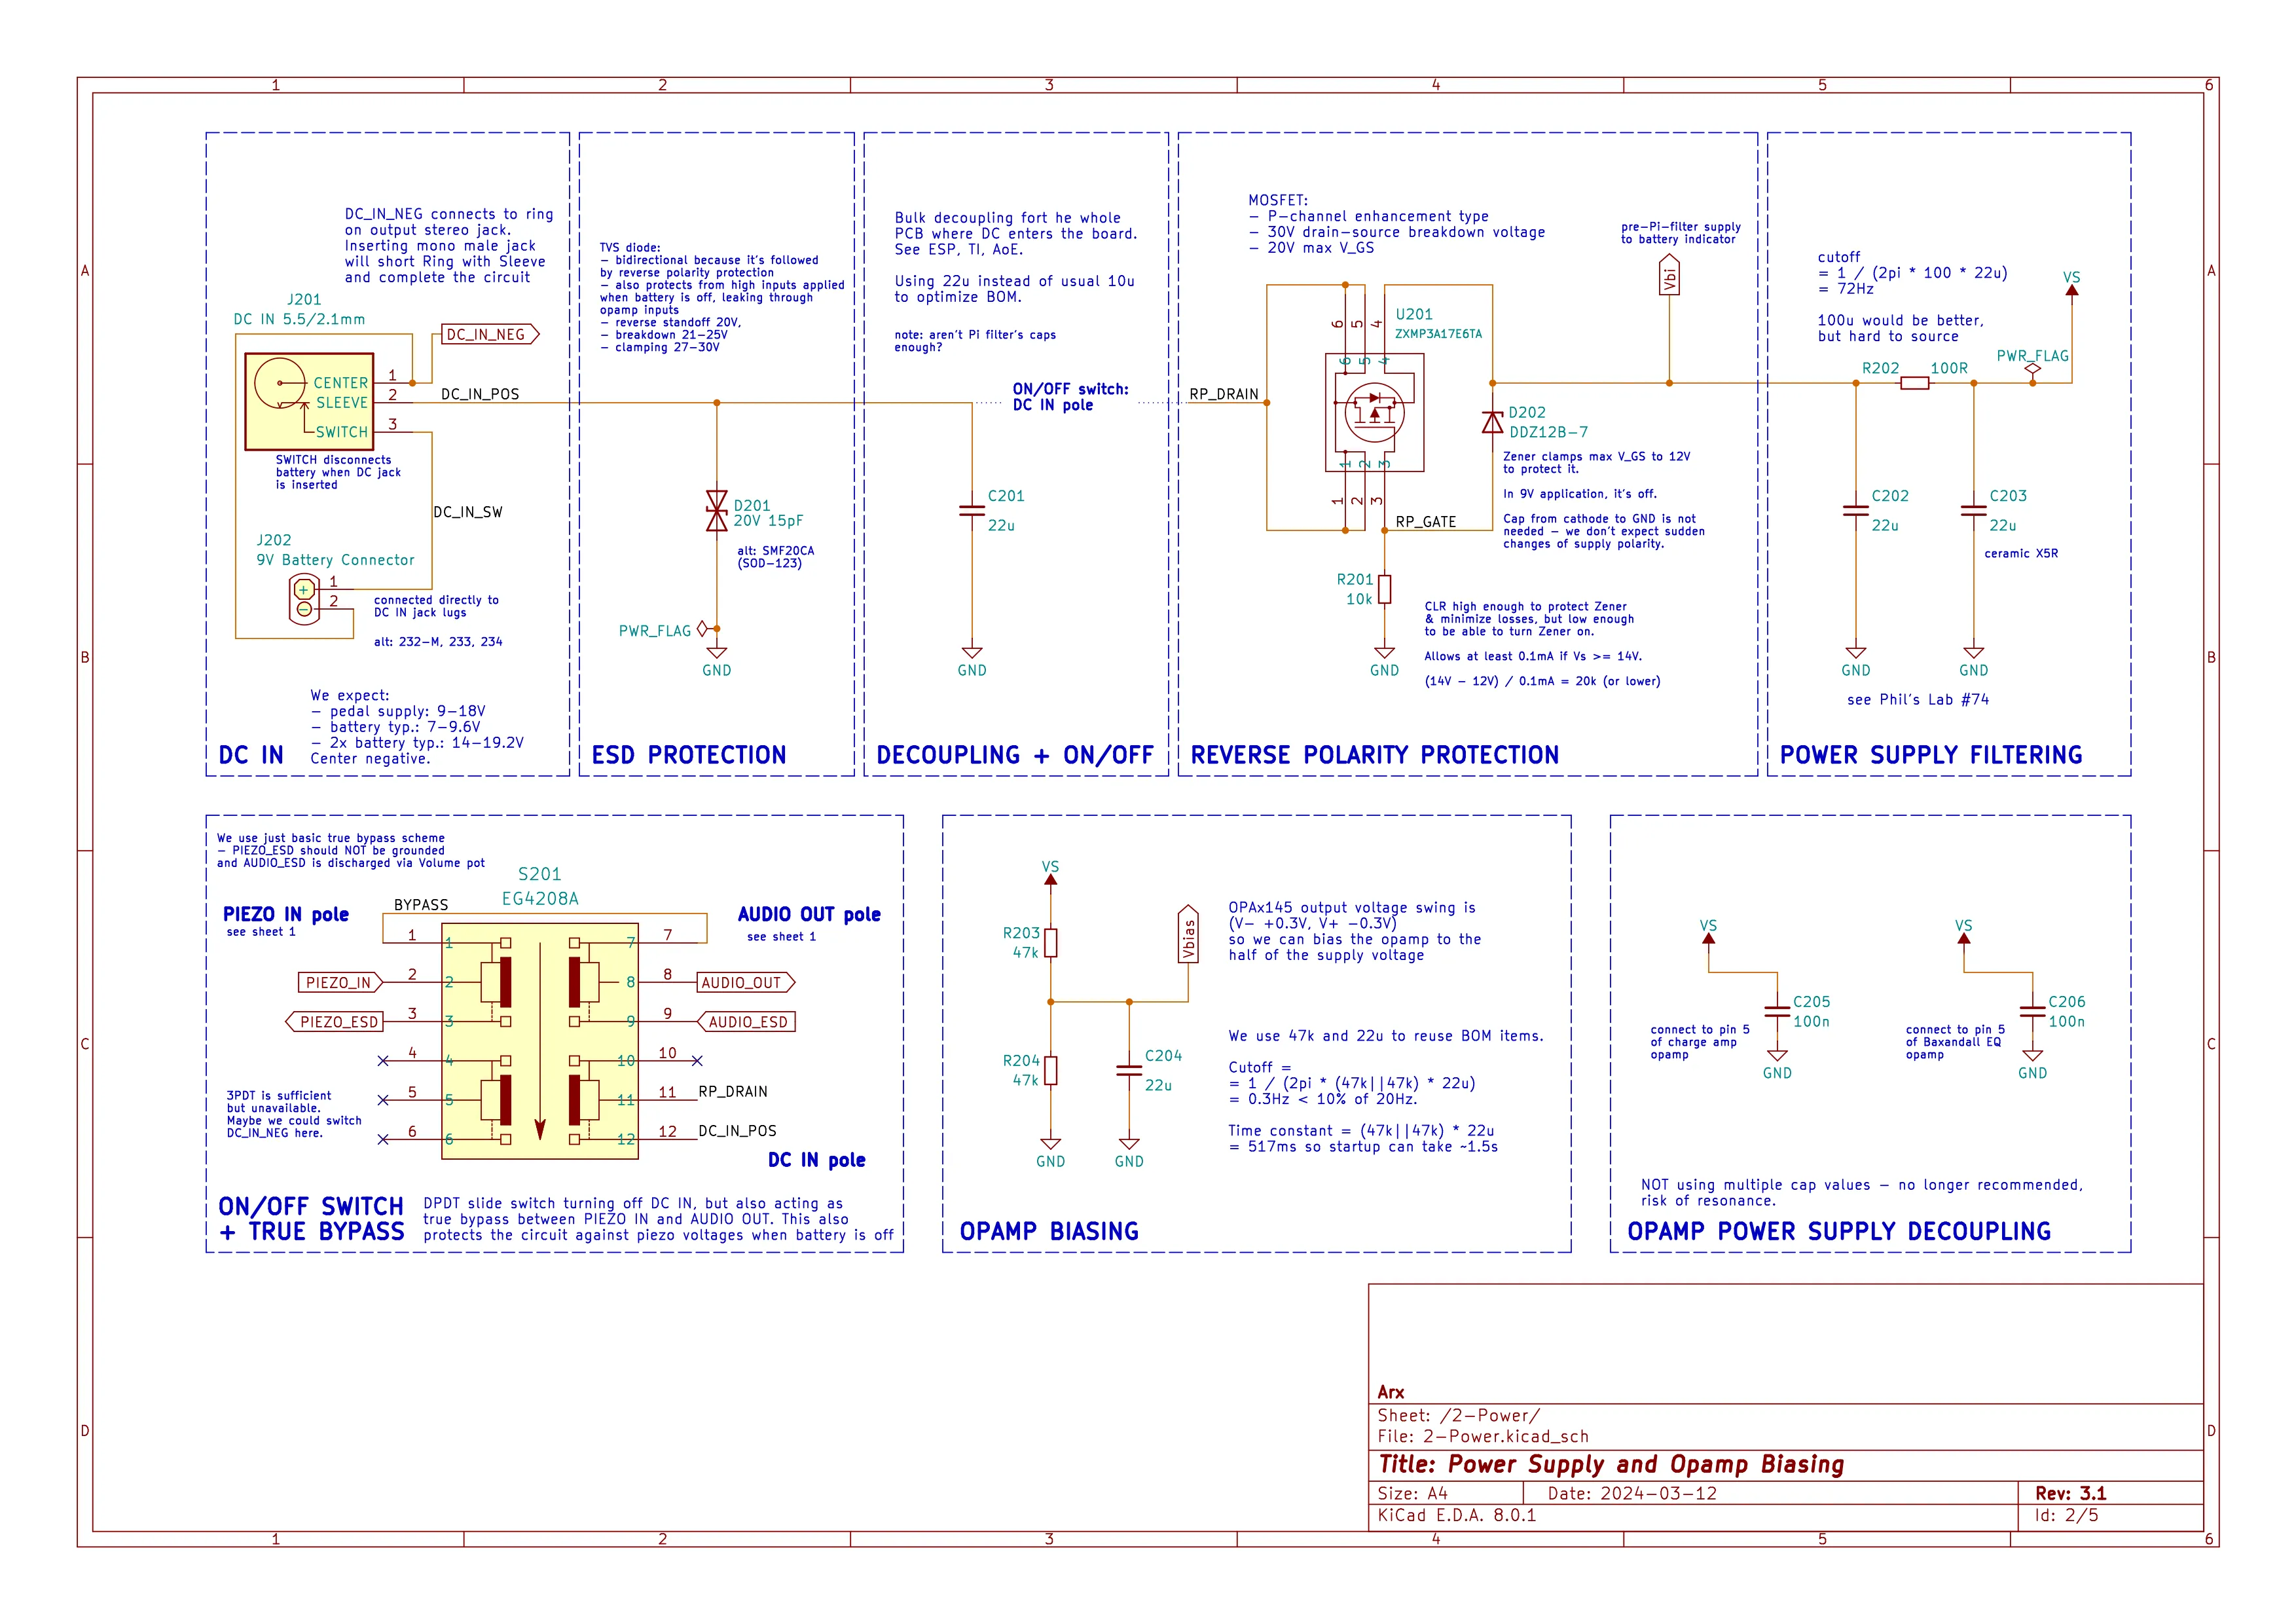 1 2 3 4 5 6
A
B
C
D
DC_IN_NEG connects to ring
on output stereo jack.
Inserting mono male jack
will short Ring with Sleeve
and complete the circuit
J201
DC IN 5.5/2.1mm
DC_IN_NEG
CENTER 1
SLEEVE 2
SWITCH 3
DC_IN_POS
SWITCH disconnects
battery when DC jack
is inserted
DC_IN_SW
J202
9V Battery Connector
+ 1
- 2
connected directly to
DC IN jack lugs
alt: 232-M, 233, 234
We expect:
- pedal supply: 9-18V
- battery typ.: 7-9.6V
- 2x battery typ.: 14-19.2V
Center negative.
DC IN
TVS diode:
- bidirectional because it's followed
by reverse polarity protection
- also protects from high inputs applied
when battery is off, leaking through
opamp inputs
- reverse standoff 20V,
- breakdown 21-25V
- clamping 27-30V
D201
20V 15pF
alt: SMF20CA
(SOD-123)
PWR_FLAG
GND
ESD PROTECTION
Bulk decoupling fort he whole
PCB where DC enters the board.
See ESP, TI, AoE.
Using 22u instead of usual 10u
to optimize BOM.
note: aren't Pi filter's caps
enough?
ON/OFF switch:
DC IN pole
C201
22u
GND
DECOUPLING + ON/OFF
MOSFET:
- P-channel enhancement type
- 30V drain-source breakdown voltage
- 20V max V_GS
pre-Pi-filter supply
to battery indicator
Vbi
RP_DRAIN
U201
ZXMP3A17E6TA
6 5 4
6 5 4
1 2 3
1 2 3
RP_GATE
D202
DDZ12B-7
Zener clamps max V_GS to 12V
to protect it.
In 9V application, it's off.
Cap from cathode to GND is not
needed - we don't expect sudden
changes of supply polarity.
R201
10k
CLR high enough to protect Zener
& minimize losses, but low enough
to be able to turn Zener on.
Allows at least 0.1mA if Vs >= 14V.
(14V - 12V) / 0.1mA = 20k (or lower)
GND
REVERSE POLARITY PROTECTION
cutoff
= 1 / (2pi * 100 * 22u)
= 72Hz
100u would be better,
but hard to source
VS
PWR_FLAG
R202 100R
C202
22u
C203
22u
ceramic X5R
GND
GND
see Phil's Lab #74
POWER SUPPLY FILTERING
We use just basic true bypass scheme
- PIEZO_ESD should NOT be grounded
and AUDIO_ESD is discharged via Volume pot
S201
EG4208A
BYPASS
PIEZO IN pole
see sheet 1
AUDIO OUT pole
see sheet 1
1 1 7 7
PIEZO_IN 2 2 8 8 AUDIO_OUT
PIEZO_ESD 3 3 9 9 AUDIO_ESD
4 4 10 10
5 5 11 11 RP_DRAIN
6 6 12 12 DC_IN_POS
3PDT is sufficient
but unavailable.
Maybe we could switch
DC_IN_NEG here.
DC IN pole
ON/OFF SWITCH
+ TRUE BYPASS
DPDT slide switch turning off DC IN, but also acting as
true bypass between PIEZO IN and AUDIO OUT. This also
protects the circuit against piezo voltages when battery is off
VS
R203
47k
Vbias
R204
47k
C204
22u
GND
GND
OPAx145 output voltage swing is
(V- +0.3V, V+ -0.3V)
so we can bias the opamp to the
half of the supply voltage
We use 47k and 22u to reuse BOM items.
Cutoff =
= 1 / (2pi * (47k||47k) * 22u)
= 0.3Hz < 10% of 20Hz.
Time constant = (47k||47k) * 22u
= 517ms so startup can take ~1.5s
OPAMP BIASING
VS
C205
100n
connect to pin 5
of charge amp
opamp
GND
VS
C206
100n
connect to pin 5
of Baxandall EQ
opamp
GND
NOT using multiple cap values - no longer recommended,
risk of resonance.
OPAMP POWER SUPPLY DECOUPLING
Arx
Sheet: /2-Power/
File: 2-Power.kicad_sch
Title: Power Supply and Opamp Biasing
Size: A4
Date: 2024-03-12
Rev: 3.1
KiCad E.D.A. 8.0.1
Id: 2/5
A
B
C
D
1 2 3 4 5 6